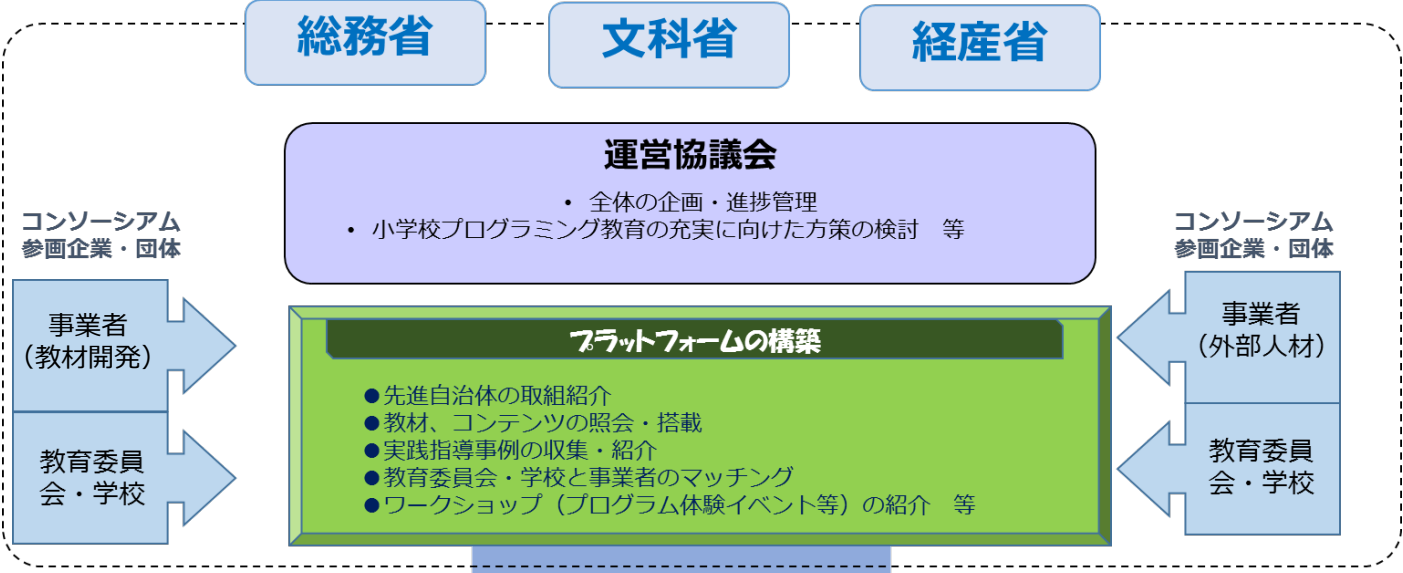 総務省
文科省
経産省
運営協議会
• 全体の企画・進捗管理
• 小学校プログラミング教育の充実に向けた方策の検討　等
コンソーシアム
参画企業・団体
事業者
（教材開発）
教育委員
会・学校
プラットフォームの構築
●先進自治体の取組紹介
●教材、コンテンツの照会・搭載
●実践指導事例の収集・紹介
●教育委員会・学校と事業者のマッチング
●ワークショップ（プログラム体験イベント等）の紹介　等
コンソーシアム
参画企業・団体
事業者
（外部人材）
教育委員
会・学校